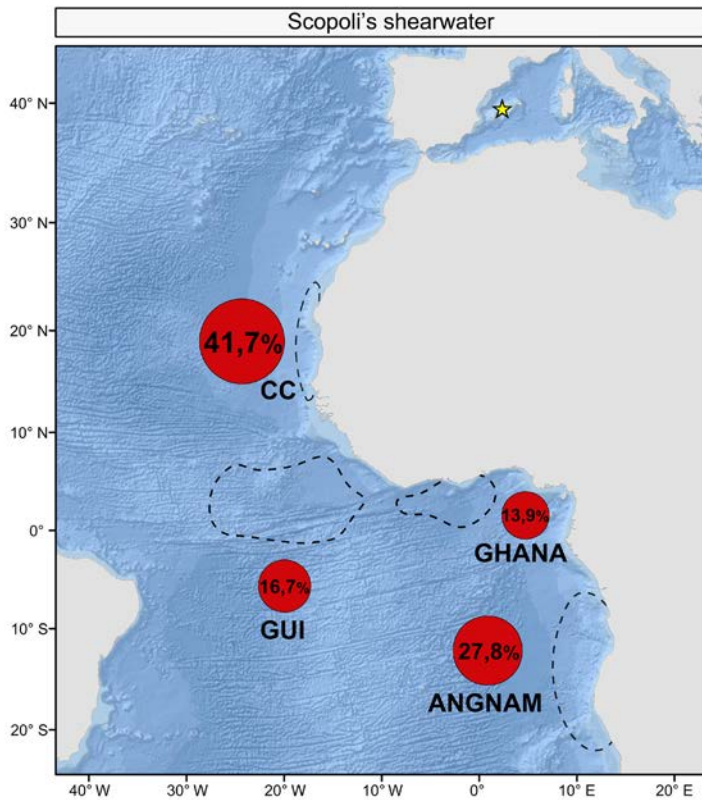 Scopoli's shearwater
40° N
30° N
41,7%
20° N
CC
10° N
13,9%
0°
GHANA
16,7%
GUI
10° S
27,8%
ANGNAM
20° S
40° W
30° W
20° W
10° W
0°
10° E
20° E